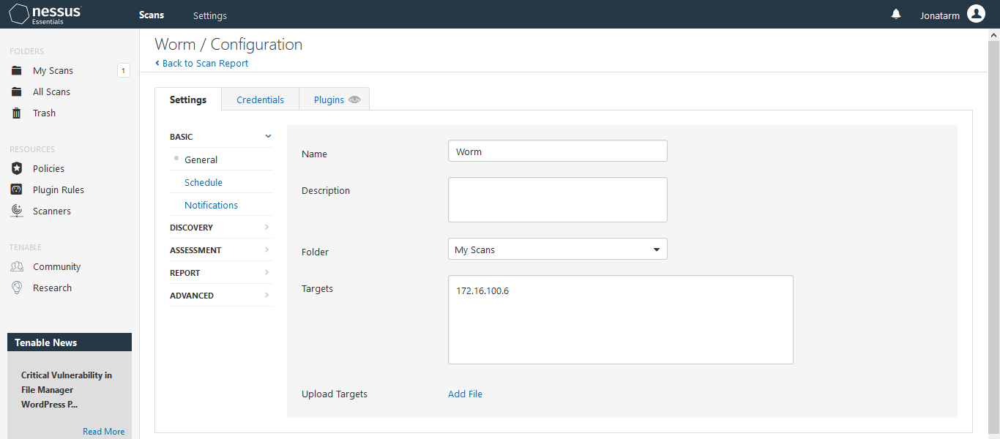 nessus
Essentials
Scans
Settings
Jonatarm
FOLDERS
My Scans
1
All Scans
Trash
RESOURCES
Policies
Plugin Rules
Scanners
TENABLE
Community
Research
Tenable News
Critical Vulnerability in
File Manager
WordPress P...
Read More
Worm / Configuration
Back to Scan Report
Settings
Credentials
Plugins
BASIC
General
Schedule
Notifications
DISCOVERY
ASSESSMENT
REPORT
ADVANCED
Name
Worm
Description
Folder
My Scans
Targets
172.16.100.6
Upload Targets
Add File